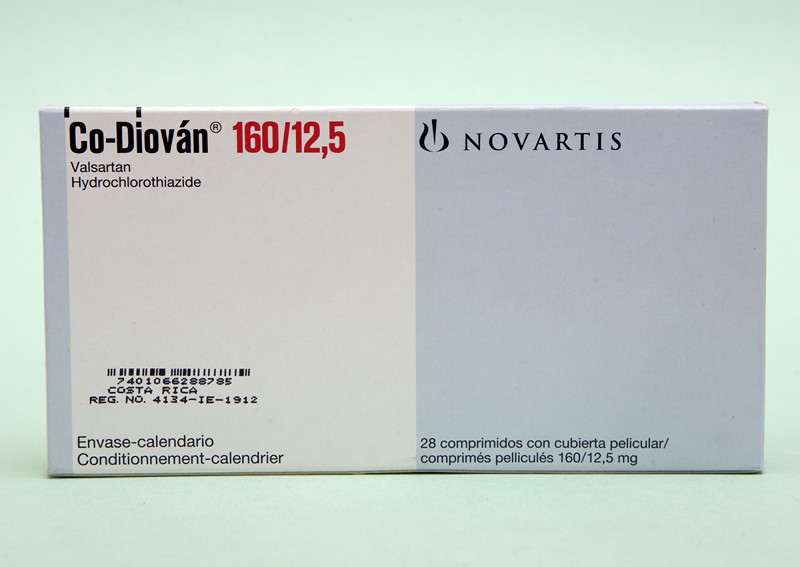 Co-Diován® 160/12,5
Valsartan
Hydrochlorothiazide
NOVARTIS
7401066288785
COSTA RICA
REG. NO. 4134-IE-1912
Envase-calendario
Conditionnement-calendrier
28 comprimidos con cubierta pelicular/
comprimés pelliculés 160/12,5 mg